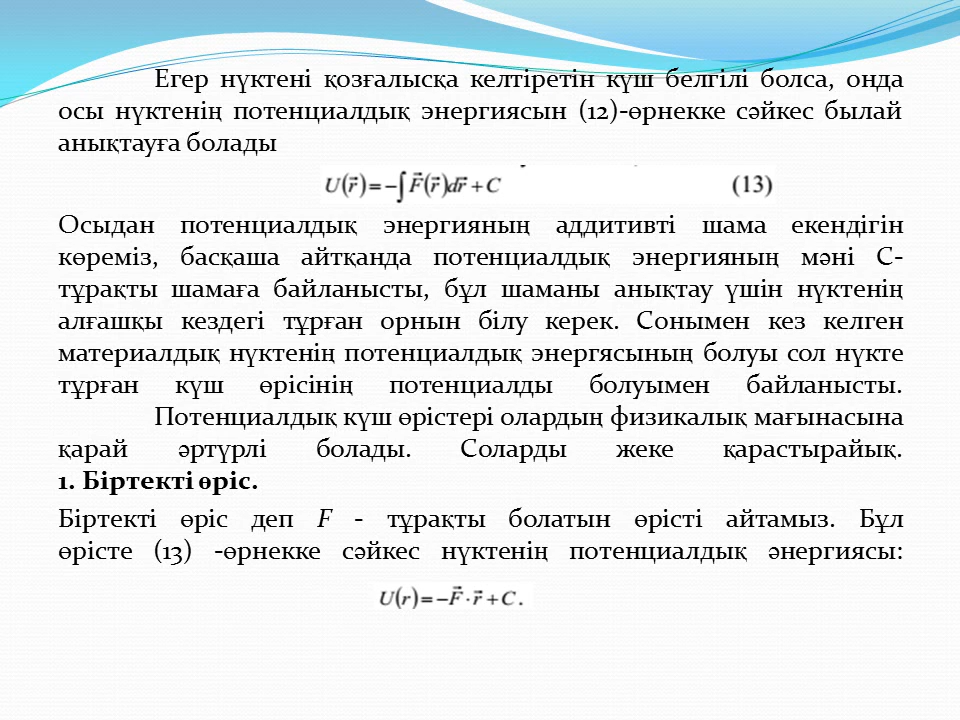 Егер нүктені қозғалысқа келтіретін күш белгілі болса, онда
осы нүктенің потенциалдық энергиясын (12)-өрнекке сәйкес былай
анықтауға болады
U(r⃗) = −∫ F⃗(r⃗)dr⃗ + C (13)
Осыдан потенциалдық энергияның аддитивті шама екендігін
көреміз, басқаша айтқанда потенциалдық энергияның мәні С-
тұрақты шамаға байланысты, бұл шаманы анықтау үшін нүктенің
алғашқы кездегі тұрған орнын білу керек. Сонымен кез келген
материалдық нүктенің потенциалдық энергясының болуы сол нүкте
тұрған күш өрісінің потенциалды болуымен байланысты.
Потенциалдық күш өрістері олардың физикалық мағынасына
қарай әртүрлі болады. Соларды жеке қарастырайық.
1. Біртекті өріс.
Біртекті өріс деп F - тұрақты болатын өрісті айтамыз. Бұл
өрісте (13) -өрнекке сәйкес нүктенің потенциалдық әнергиясы:
U(r) = −F⃗ · r⃗ + C .